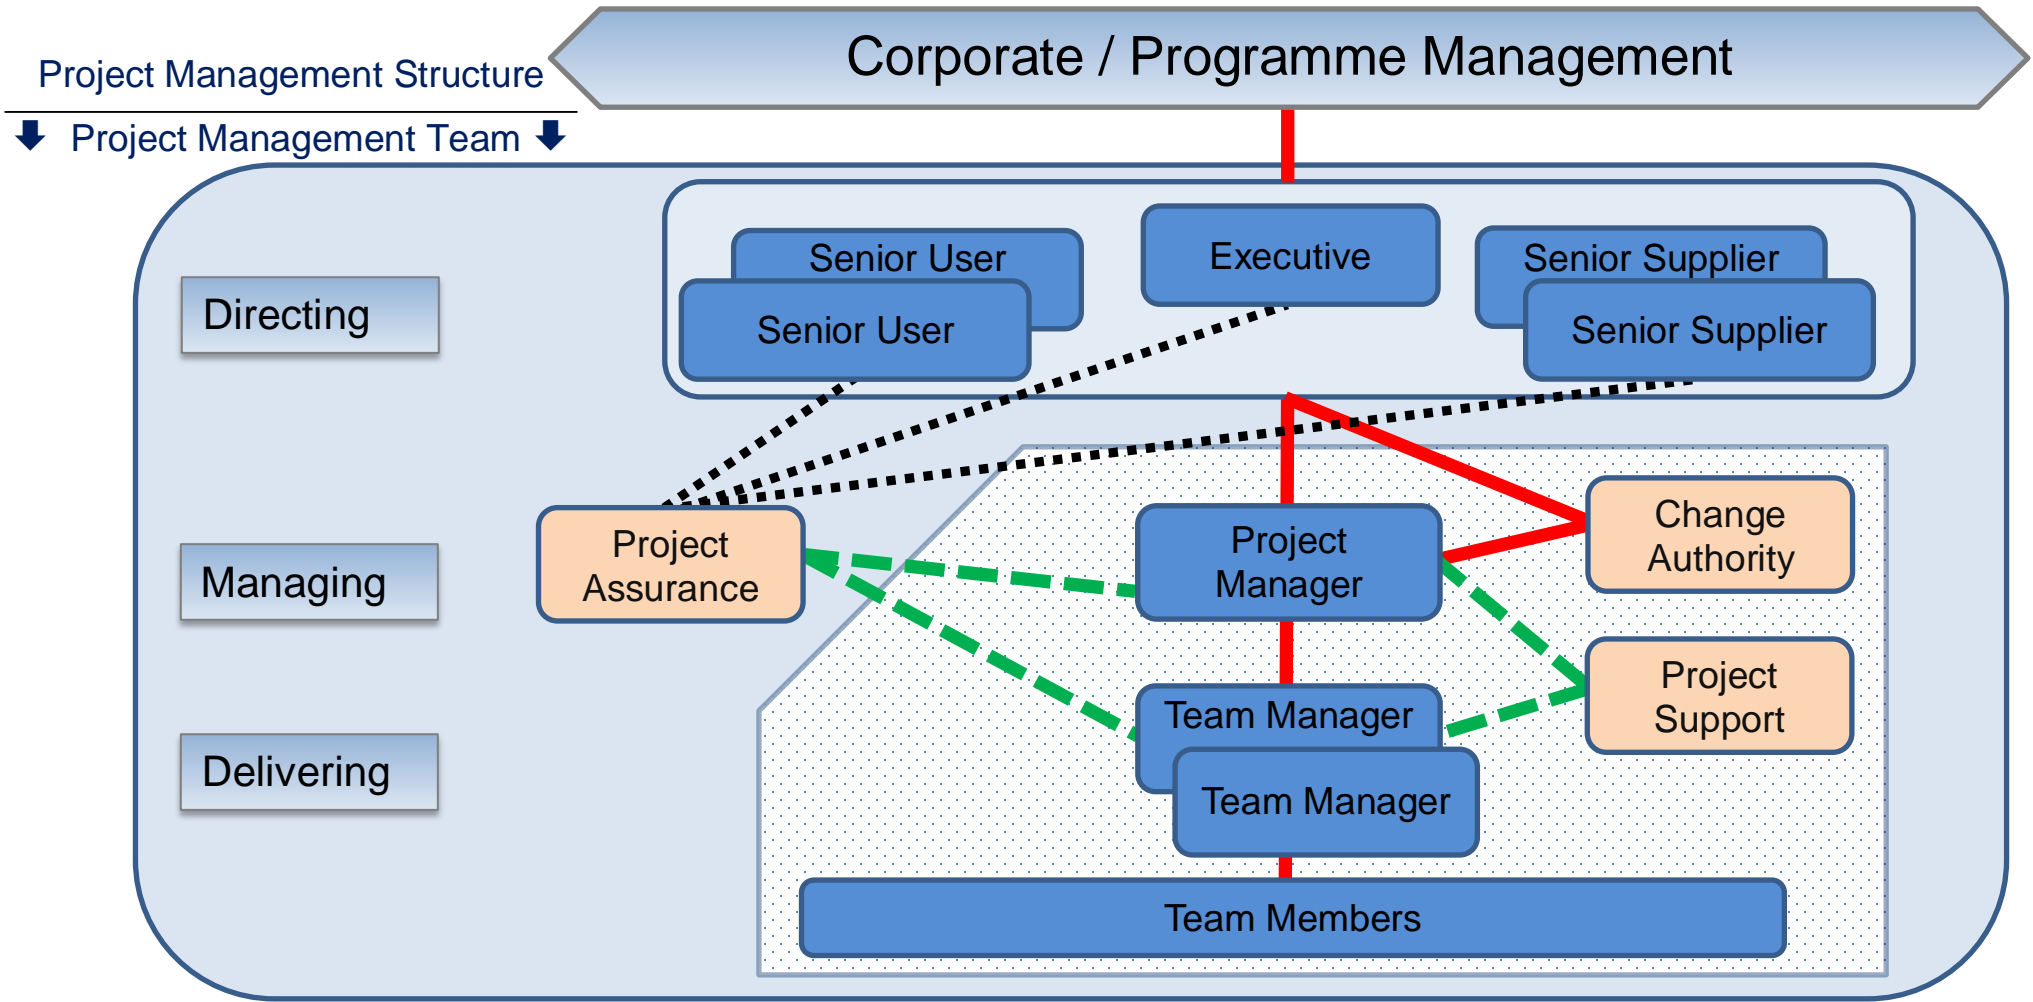 Corporate / Programme Management
Project Management Structure
Project Management Team
Senior User
Executive
Senior Supplier
Directing
Senior User
Senior Supplier
Project
Assurance
Project
Manager
Change
Authority
Managing
Project
Support
Team Manager
Delivering
Team Manager
Team Members